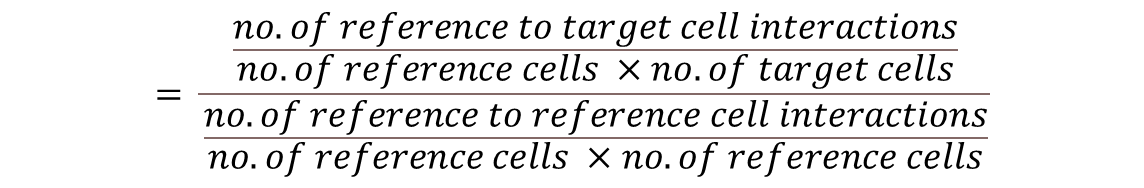 no. of reference to target cell interactions
no. of reference cells × no. of target cells
=
no. of reference to reference cell interactions
no. of reference cells × no. of reference cells